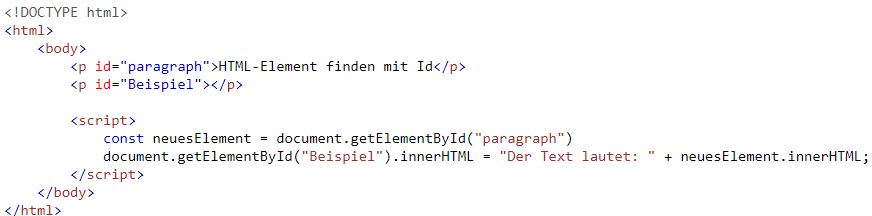 <!DOCTYPE html>
<html>
<body>
<p id="paragraph">HTML-Element finden mit Id</p>
<p id="Beispiel"></p>
<script>
const neuesElement = document.getElementById("paragraph")
document.getElementById("Beispiel").innerHTML = "Der Text lautet: " + neuesElement.innerHTML;
</script>
</body>
</html>